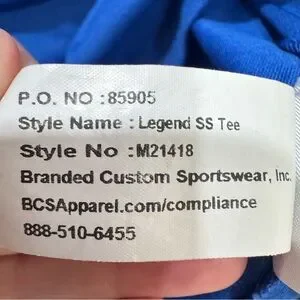 P.O. NO :85905
Style Name : Legend SS Tee
Style No :M21418
Branded Custom Sportswear, Inc.
BCSApparel.com/compliance
888-510-6455